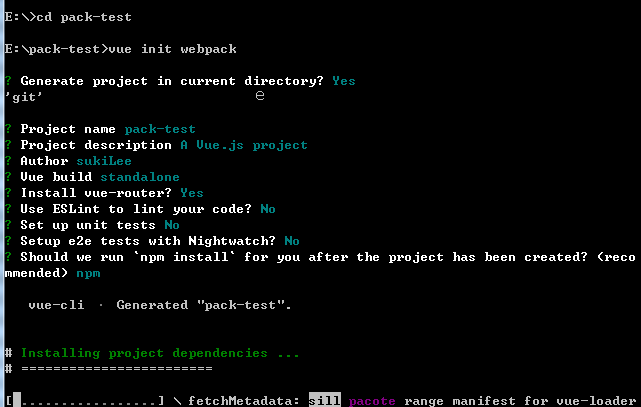 E:\>cd pack-test
E:\pack-test>vue init webpack
? Generate project in current directory? Yes
'git'
? Project name pack-test
? Project description A Vue.js project
? Author sukiLee
? Vue build standalone
? Install vue-router? Yes
? Use ESLint to lint your code? No
? Set up unit tests No
? Setup e2e tests with Nightwatch? No
? Should we run `npm install` for you after the project has been created? (reco
mmended) npm
vue-cli · Generated "pack-test".
# Installing project dependencies ...
# ========================
[ .................] \ fetchMetadata: sill pacote range manifest for vue-loader